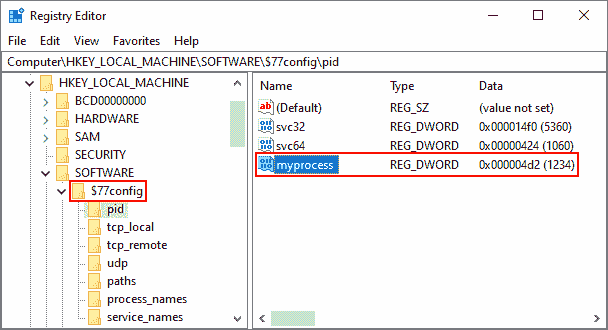 Registry Editor
File Edit View Favorites Help
Computer\HKEY_LOCAL_MACHINE\SOFTWARE\$77config\pid
HKEY_LOCAL_MACHINE
BCD00000000
HARDWARE
SAM
SECURITY
SOFTWARE
$77config
pid
tcp_local
tcp_remote
udp
paths
process_names
service_names
Name Type Data
ab (Default) REG_SZ (value not set)
svc32 REG_DWORD 0x000014f0 (5360)
svc64 REG_DWORD 0x00000424 (1060)
myprocess REG_DWORD 0x000004d2 (1234)